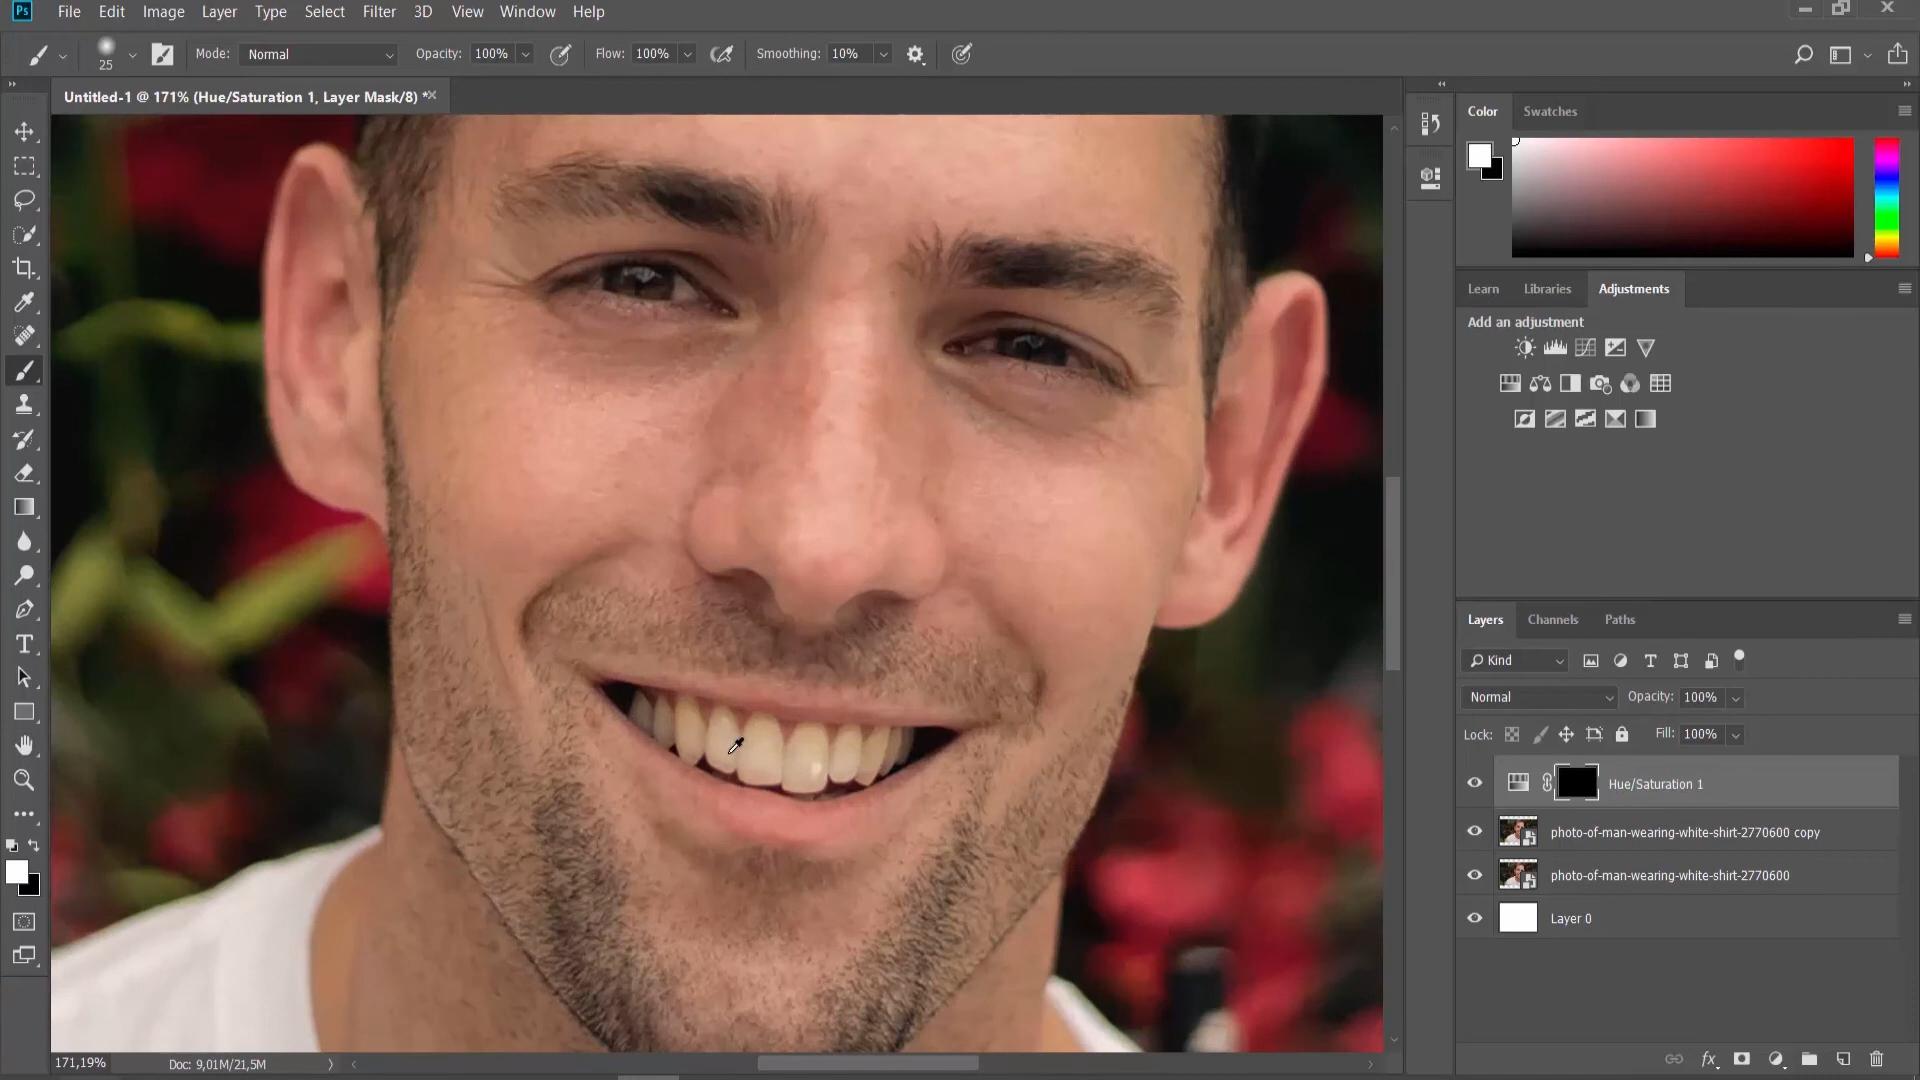 Ps File Edit Image Layer Type Select Filter 3D View Window Help
25 Mode: Normal Opacity: 100% Flow: 100% Smoothing: 10%
Untitled-1 @ 171% (Hue/Saturation 1, Layer Mask/8) *
Color Swatches
Learn Libraries Adjustments
Add an adjustment
Layers Channels Paths
Kind
Normal Opacity: 100%
Lock: Fill: 100%
Hue/Saturation 1
photo-of-man-wearing-white-shirt-2770600 copy
photo-of-man-wearing-white-shirt-2770600
Layer 0
171,19% Doc: 9,01M/21,5M